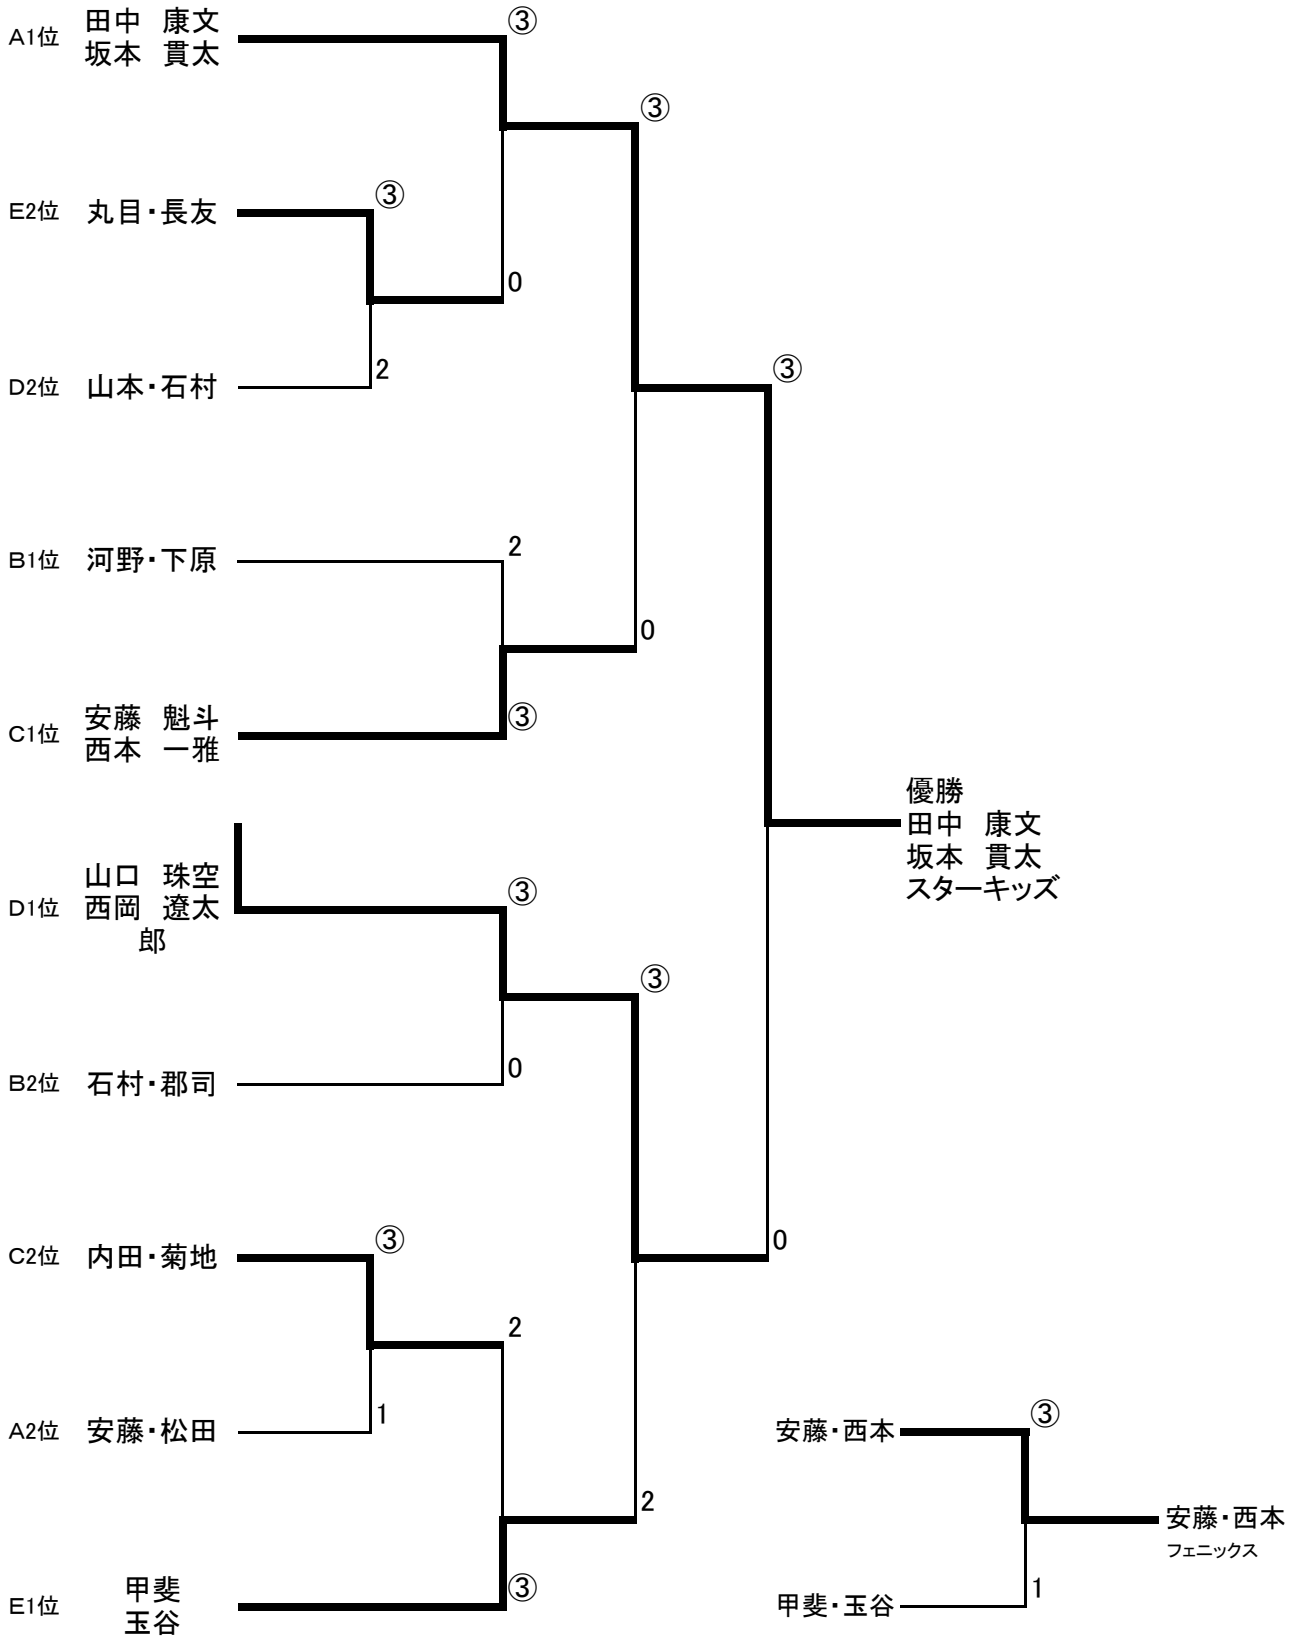 A1位 田中 康文
坂本 貫太
③
③
E2位 丸目・長友
③
0
D2位 山本・石村
2
③
B1位 河野・下原
2
0
C1位 安藤 魁斗
西本 一雅
③
優勝
田中 康文
坂本 貫太
スターキッズ
D1位 山口 珠空
西岡 遼太
郎
③
③
B2位 石村・郡司
0
C2位 内田・菊地
③
0
2
A2位 安藤・松田
1
2
E1位 甲斐
玉谷
③
安藤・西本
③
安藤・西本
フェニックス
甲斐・玉谷
1